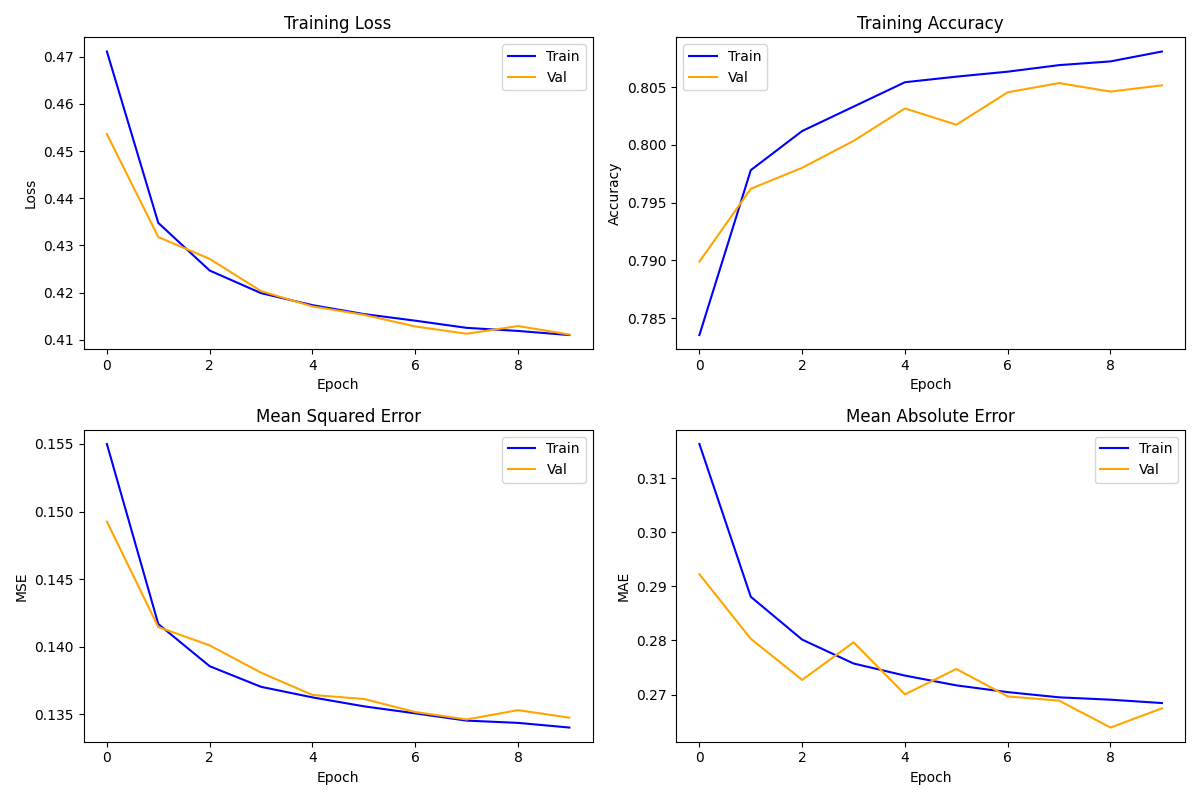 Training Loss
Train
Val
0.47
0.46
0.45
0.44
0.43
0.42
0.41
Loss
0 2 4 6 8
Epoch
Training Accuracy
Train
Val
0.805
0.800
0.795
0.790
0.785
Accuracy
0 2 4 6 8
Epoch
Mean Squared Error
Train
Val
0.155
0.150
0.145
0.140
0.135
MSE
0 2 4 6 8
Epoch
Mean Absolute Error
Train
Val
0.31
0.30
0.29
0.28
0.27
MAE
0 2 4 6 8
Epoch